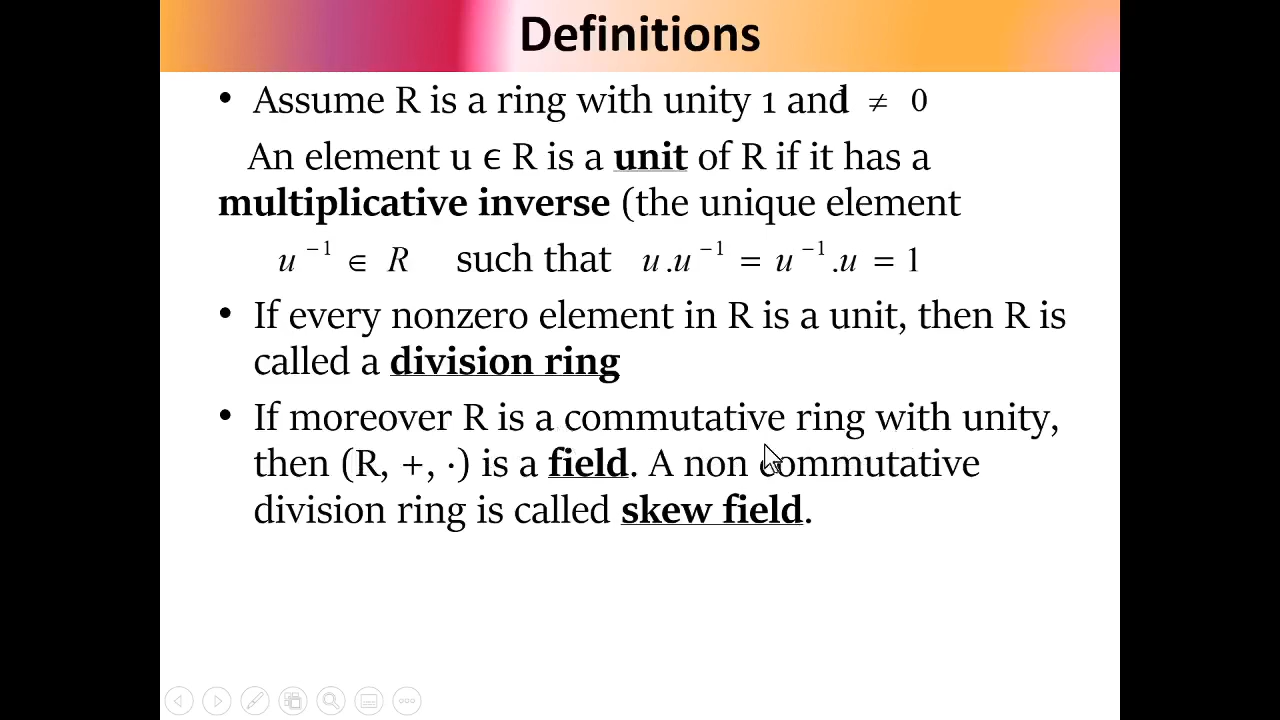 Definitions
• Assume R is a ring with unity 1 and 1 ≠ 0
An element u ∈ R is a unit of R if it has a
multiplicative inverse (the unique element
u⁻¹ ∈ R such that u.u⁻¹ = u⁻¹.u = 1
• If every nonzero element in R is a unit, then R is
called a division ring
• If moreover R is a commutative ring with unity,
then (R, +, ·) is a field. A non commutative
division ring is called skew field.